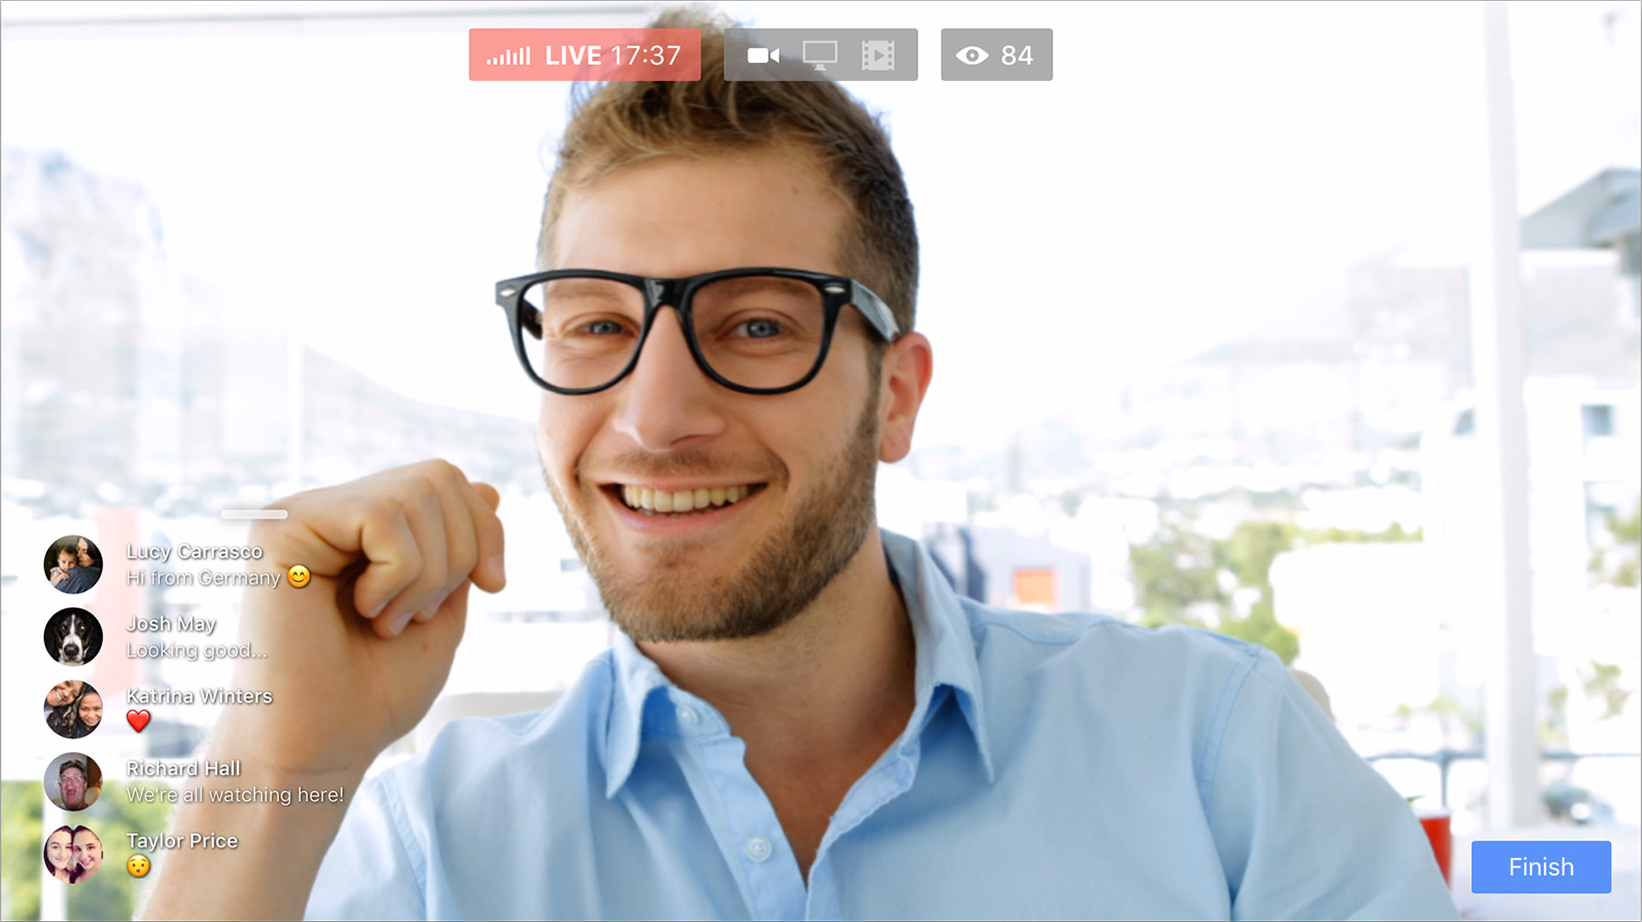 LIVE 17:37
84
Lucy Carrasco
Hi from Germany 😊
Josh May
Looking good...
Katrina Winters
❤️
Richard Hall
We're all watching here!
Taylor Price
😯
Finish